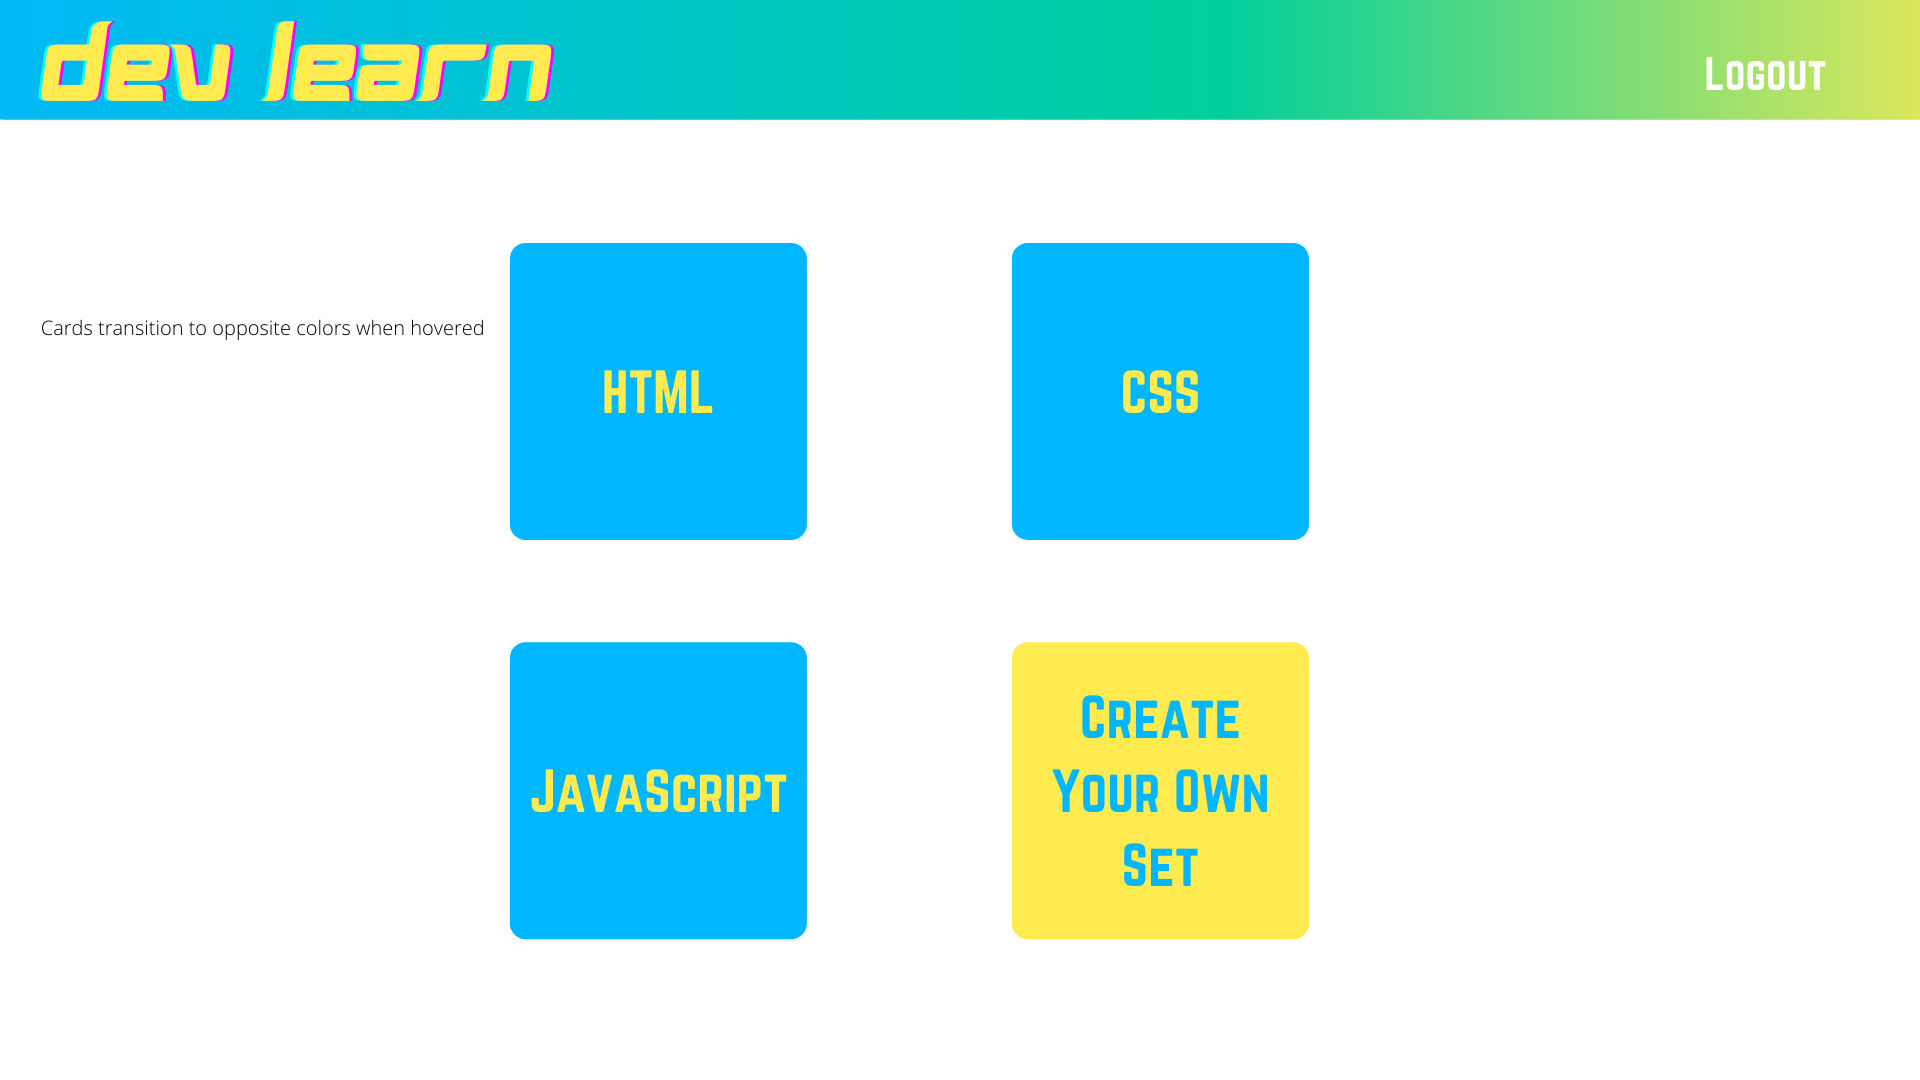 dev learn
Logout
Cards transition to opposite colors when hovered
HTML
CSS
JavaScript
Create
Your Own
Set